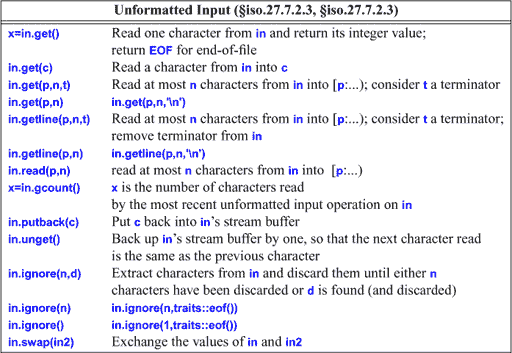 Unformatted Input (§iso.27.7.2.3, §iso.27.7.2.3)
x=in.get() Read one character from in and return its integer value;
return EOF for end-of-file
in.get(c) Read a character from in into c
in.get(p,n,t) Read at most n characters from in into [p:...); consider t a terminator
in.get(p,n) in.get(p,n,'\n')
in.getline(p,n,t) Read at most n characters from in into [p:...); consider t a terminator;
remove terminator from in
in.getline(p,n) in.getline(p,n,'\n')
in.read(p,n) read at most n characters from in into [p:...)
x=in.gcount() x is the number of characters read
by the most recent unformatted input operation on in
in.putback(c) Put c back into in's stream buffer
in.unget() Back up in's stream buffer by one, so that the next character read
is the same as the previous character
in.ignore(n,d) Extract characters from in and discard them until either n
characters have been discarded or d is found (and discarded)
in.ignore(n) in.ignore(n,traits::eof())
in.ignore() in.ignore(1,traits::eof())
in.swap(in2) Exchange the values of in and in2